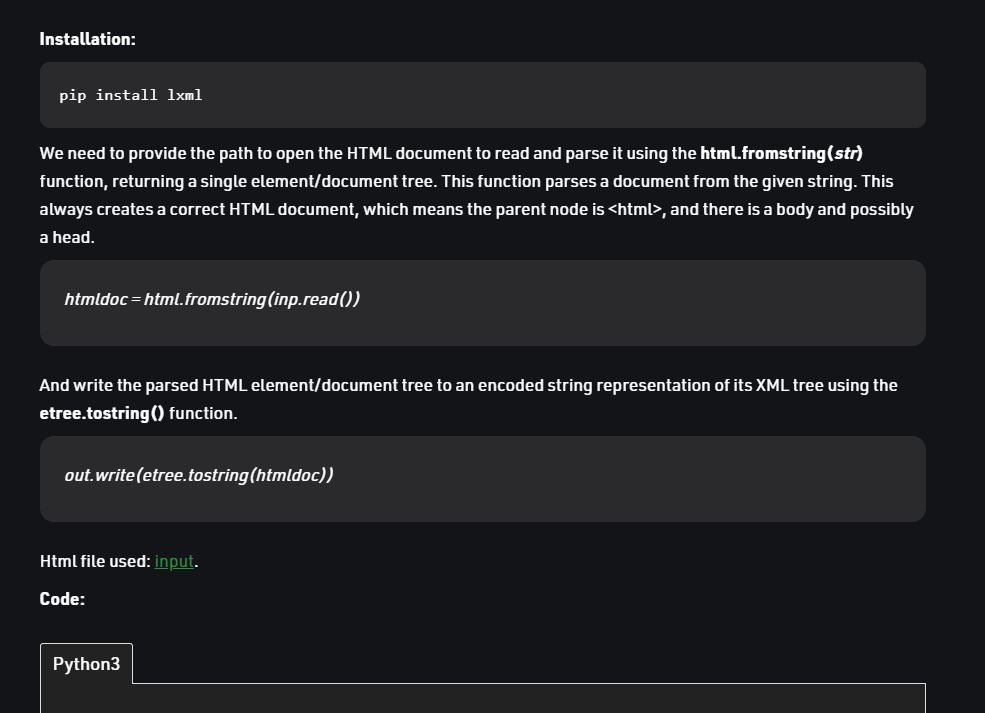 Installation:
pip install lxml
We need to provide the path to open the HTML document to read and parse it using the html.fromstring(str)
function, returning a single element/document tree. This function parses a document from the given string. This
always creates a correct HTML document, which means the parent node is <html>, and there is a body and possibly
a head.
htmldoc = html.fromstring(inp.read())
And write the parsed HTML element/document tree to an encoded string representation of its XML tree using the
etree.tostring() function.
out.write(etree.tostring(htmldoc))
Html file used: input.
Code:
Python3